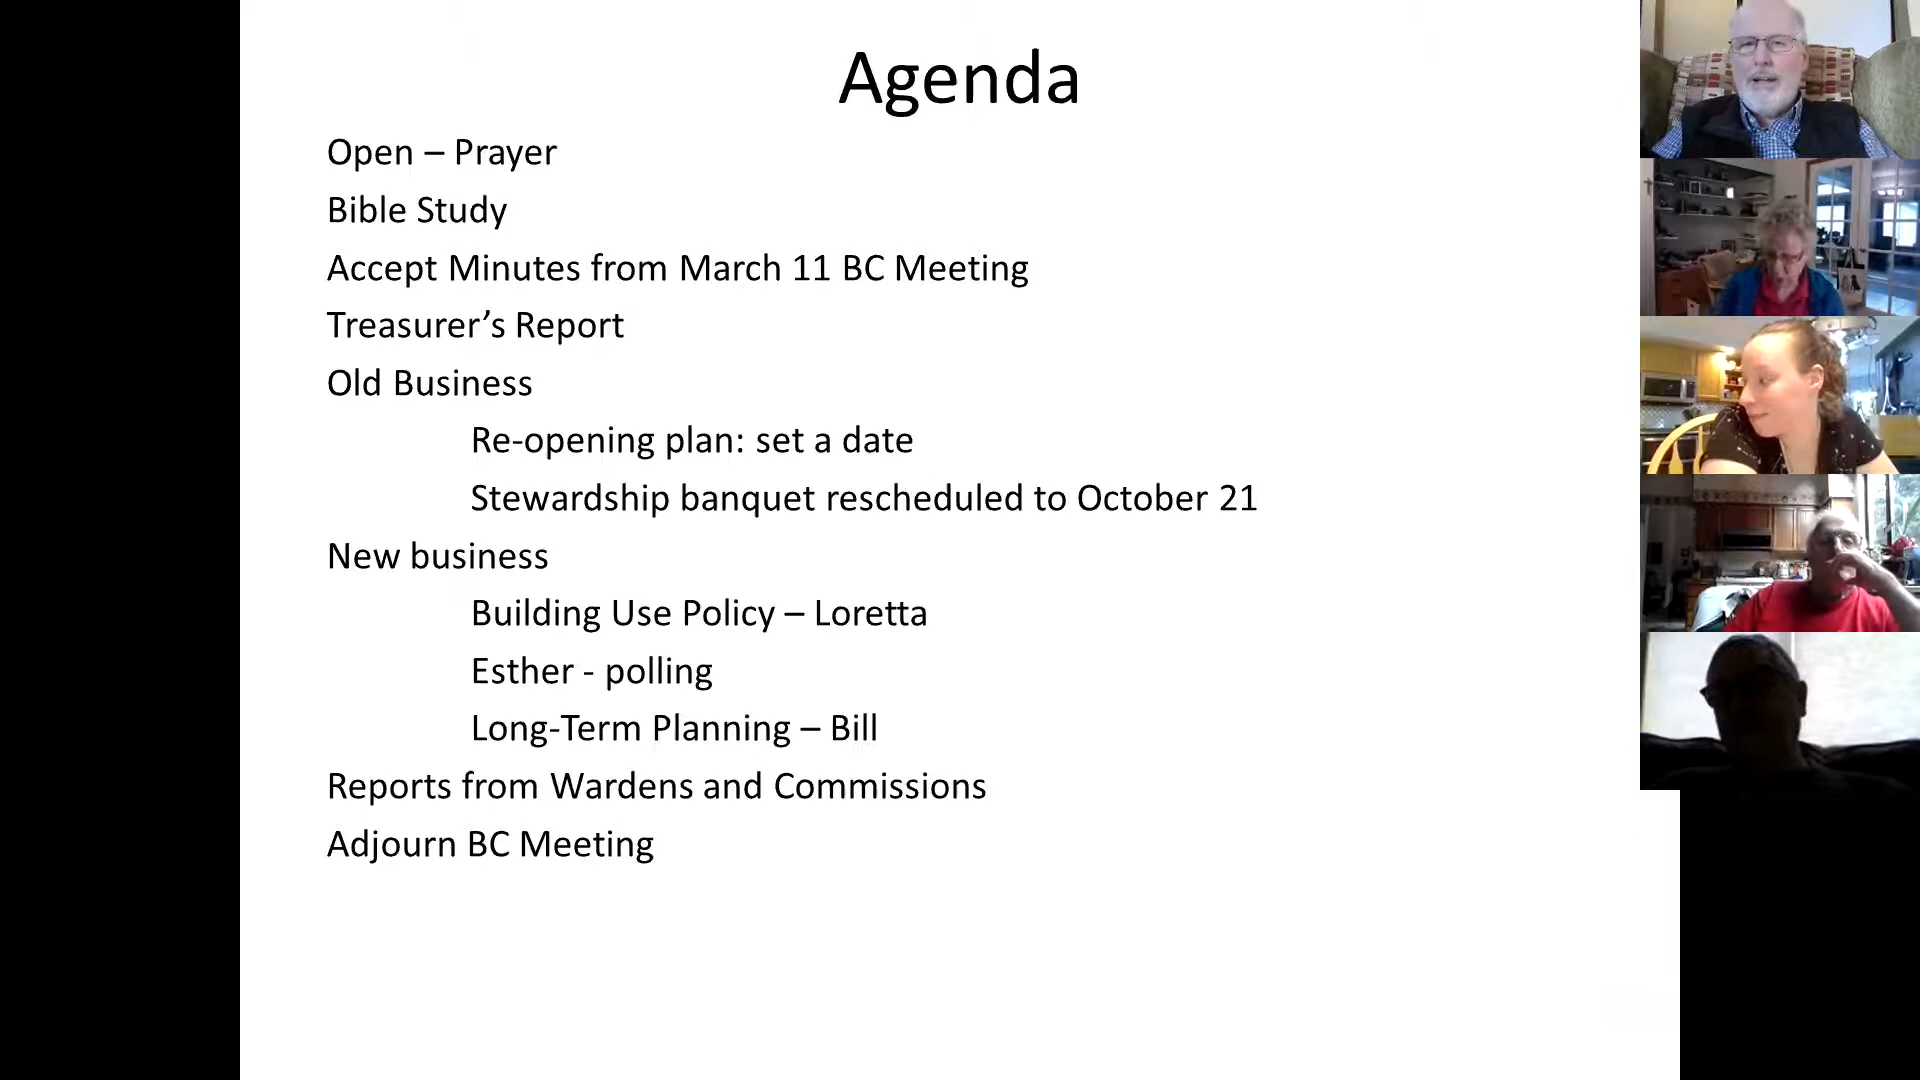 Agenda
Open – Prayer
Bible Study
Accept Minutes from March 11 BC Meeting
Treasurer’s Report
Old Business
Re-opening plan: set a date
Stewardship banquet rescheduled to October 21
New business
Building Use Policy – Loretta
Esther - polling
Long-Term Planning – Bill
Reports from Wardens and Commissions
Adjourn BC Meeting